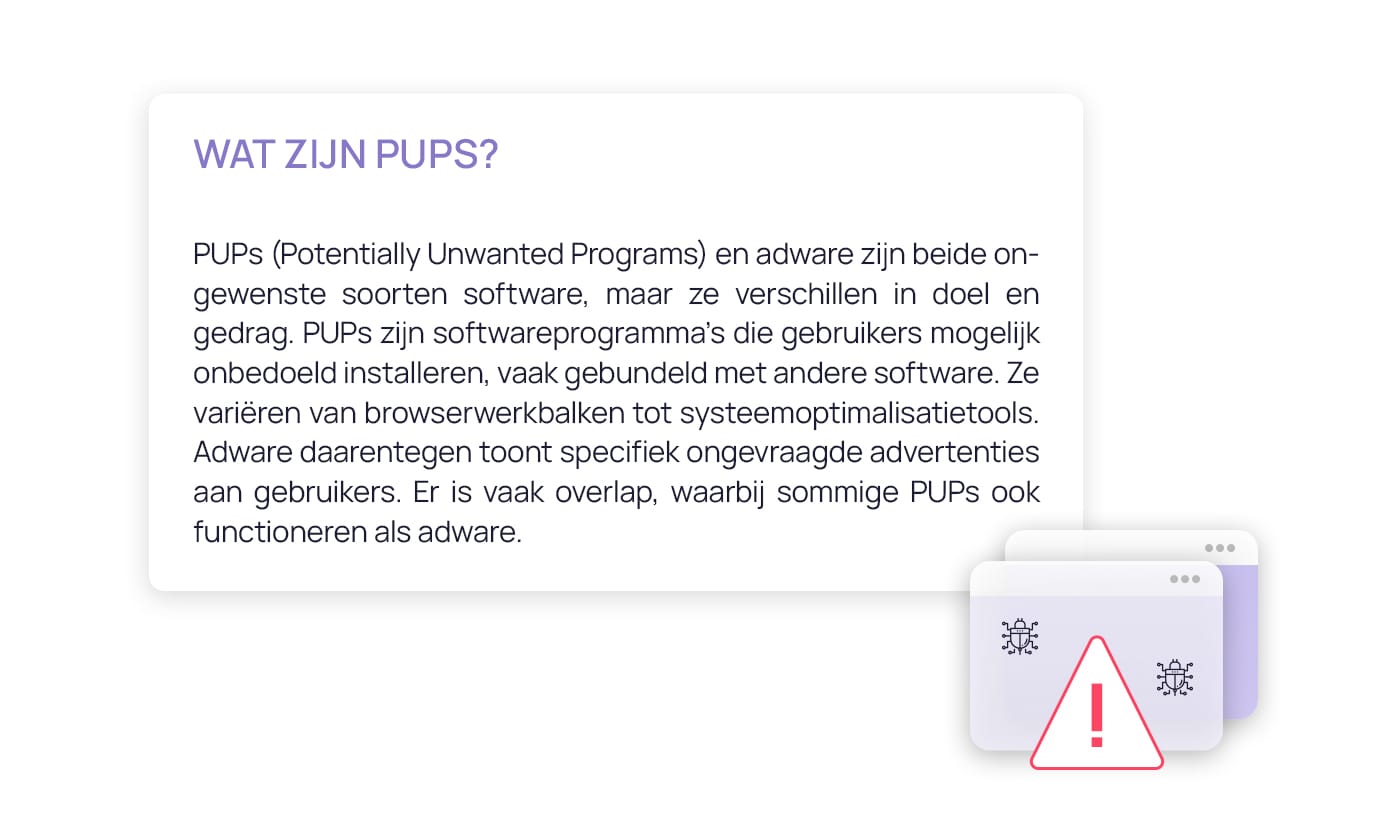 WAT ZIJN PUPS?
PUPs (Potentially Unwanted Programs) en adware zijn beide on-
gewenste soorten software, maar ze verschillen in doel en
gedrag. PUPs zijn softwareprogramma’s die gebruikers mogelijk
onbedoeld installeren, vaak gebundeld met andere software. Ze
variëren van browserwerkbalken tot systeemoptimalisatietools.
Adware daarentegen toont specifiek ongevraagde advertenties
aan gebruikers. Er is vaak overlap, waarbij sommige PUPs ook
functioneren als adware.
!